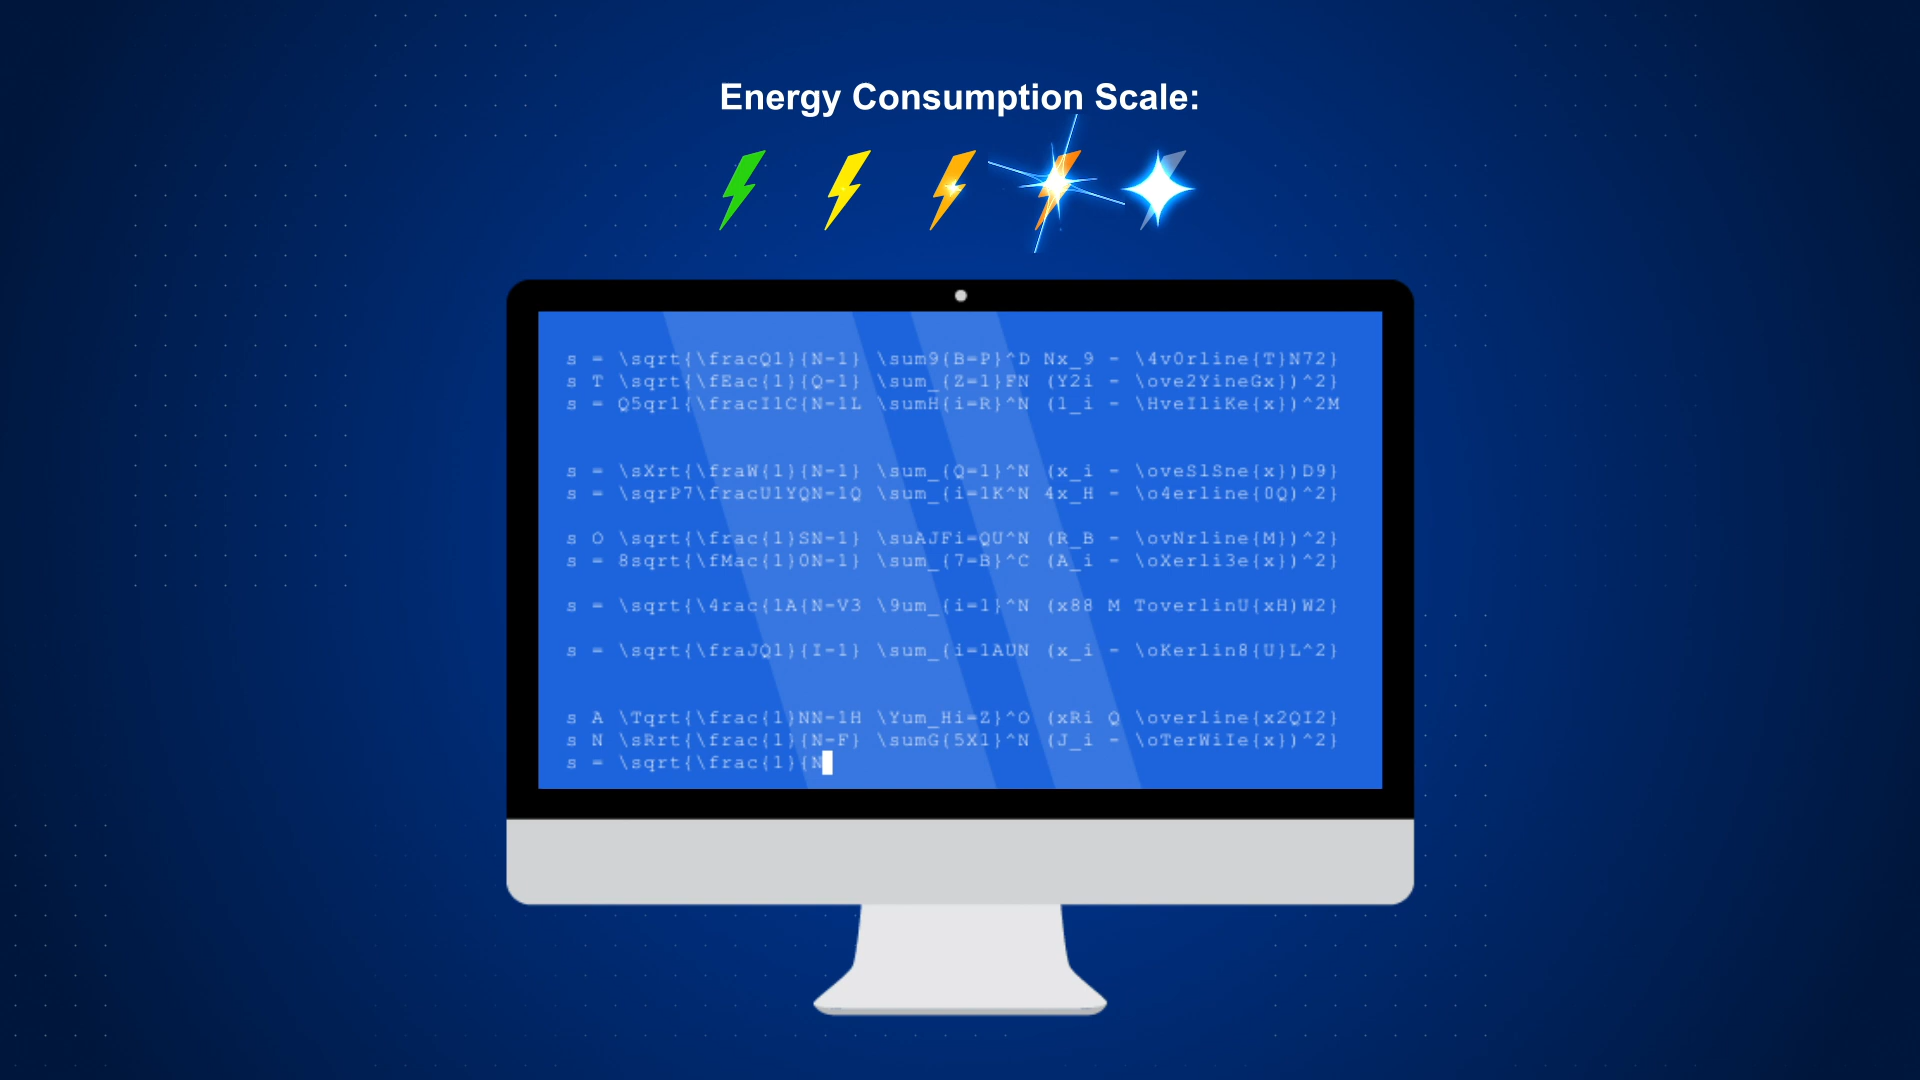 Energy Consumption Scale:
s = \sqrt{\fracQ1}{N-1} \sum9{B=P}^D Nx_9 - \4v0rline{T}N72}
s T \sqrt{\fEac{1}{Q-1} \sum_{Z=1}FN (Y2i - \ove2YineGx})^2}
s = Q5qr1{\fracI1C{N-1L \sumH{i=R}^N (1_i - \HveIliKe{x})^2M
s = \sXrt{\fraW{1}{N-1} \sum_{Q=1}^N (x_i - \oveSlSne{x})D9}
s = \sqrP7\fracU1YQN-1Q \sum_{i=1K^N 4x_H - \o4erline{0Q)^2}
s O \sqrt{\frac{1}SN-1} \suAJFi=QU^N (R_B - \ovNrline{M})^2}
s = 8sqrt{\fMac{1}0N-1} \sum_{7=B}^C (A_i - \oXerli3e{x})^2}
s = \sqrt{\4rac{1A{N-V3 \9um_{i=1}^N (x88 M ToverlinU{xH)W2}
s = \sqrt{\fraJQ1}{I-1} \sum_{i=1AUN (x_i - \oKerlin8{U}L^2}
s A \Tqrt{\frac{1}NN-1H \Yum_Hi=Z}^O (xRi Q \overline{x2QI2}
s N \sRrt{\frac{1}{N-F} \sumG{5X1}^N (J_i - \oTerWiIe{x})^2}
s = \sqrt{\frac{1}{N